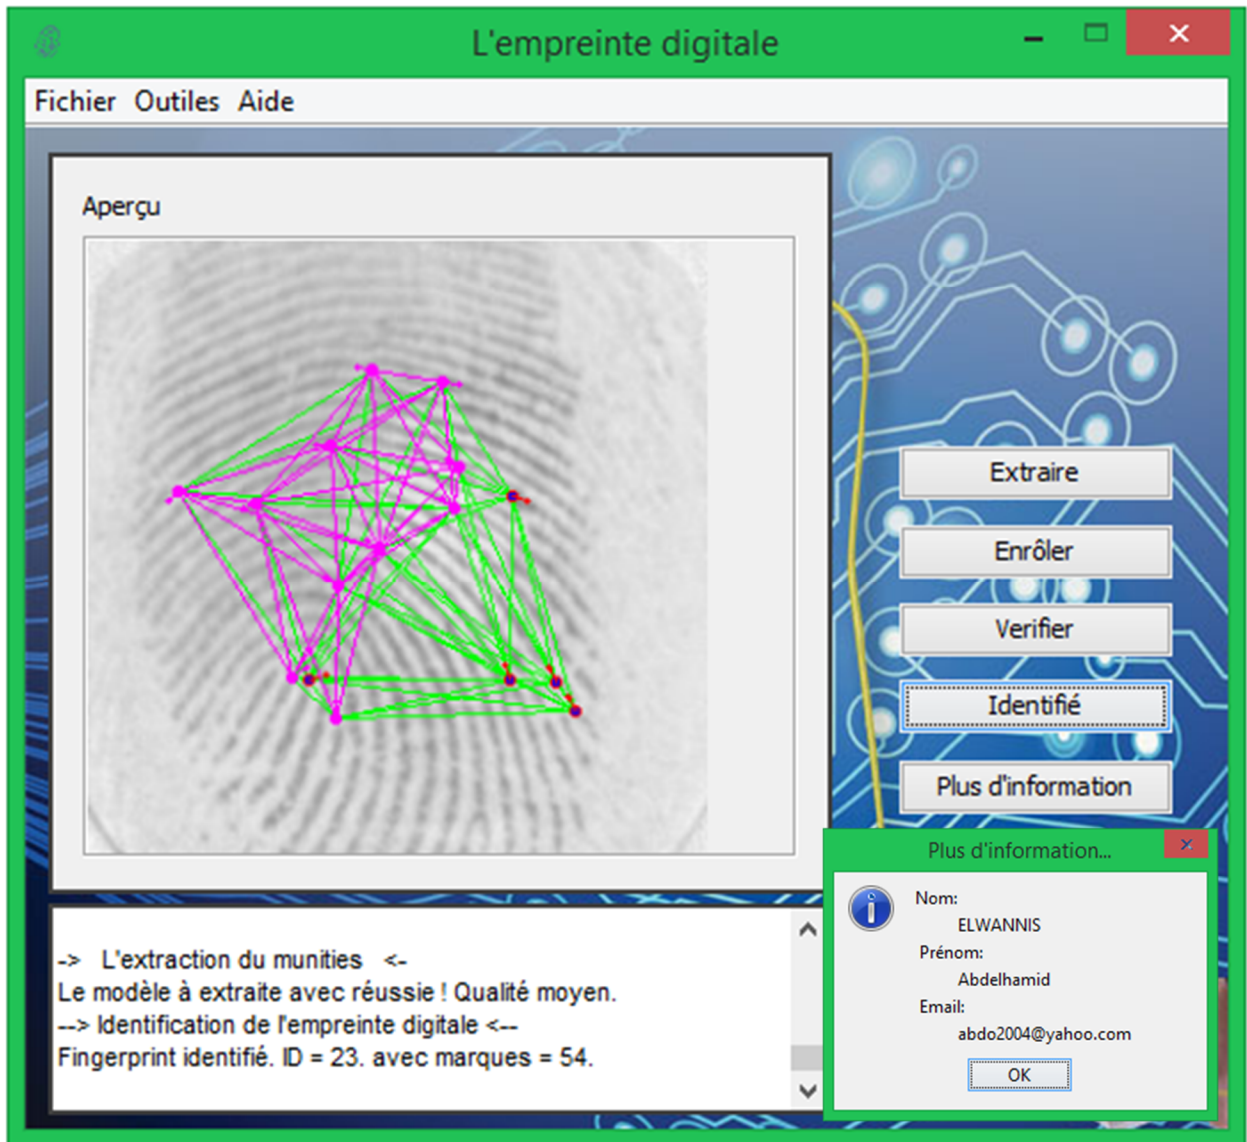 L'empreinte digitale
Fichier Outiles Aide
Aperçu
Extraire
Enrôler
Verifier
Identifié
Plus d'information
-> L'extraction du munities <-
Le modèle à extraite avec réussie ! Qualité moyen.
--> Identification de l'empreinte digitale <--
Fingerprint identifié. ID = 23. avec marques = 54.
Plus d'information...
Nom:
ELWANNIS
Prénom:
Abdelhamid
Email:
abdo2004@yahoo.com
OK